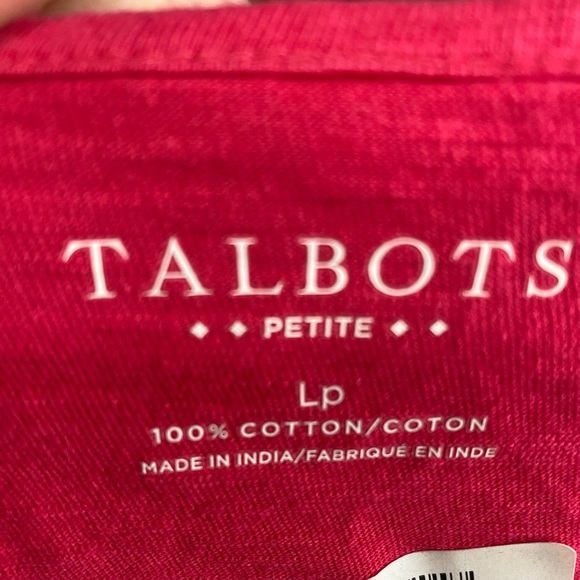 TALBOTS
PETITE
Lp
100% COTTON/COTON
MADE IN INDIA/FABRIQUÉ EN INDE